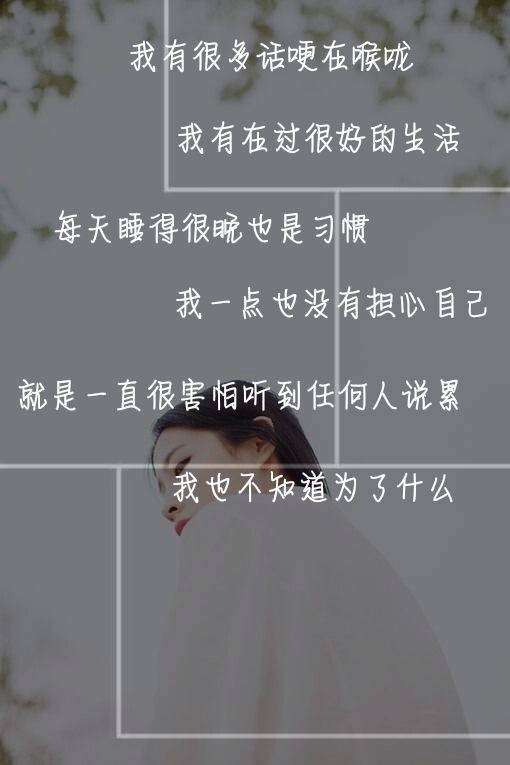 我有很多话哽在喉咙
我有在过很好的生活
每天睡得很晚也是习惯
我一点也没有担心自己
就是一直很害怕听到任何人说累
我也不知道为了什么